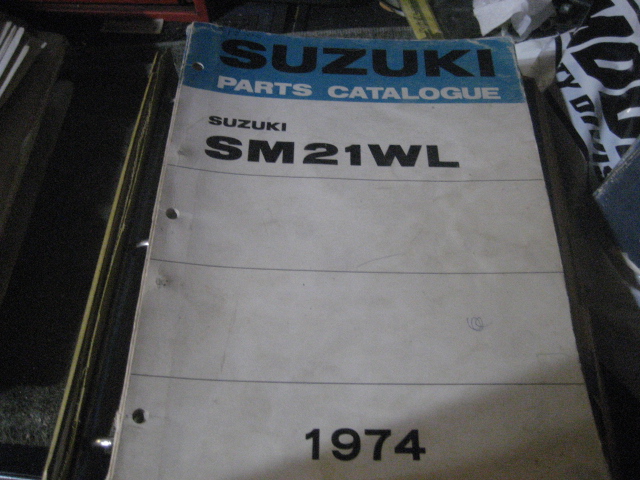 SUZUKI
PARTS CATALOGUE
SUZUKI
SM21WL
1974